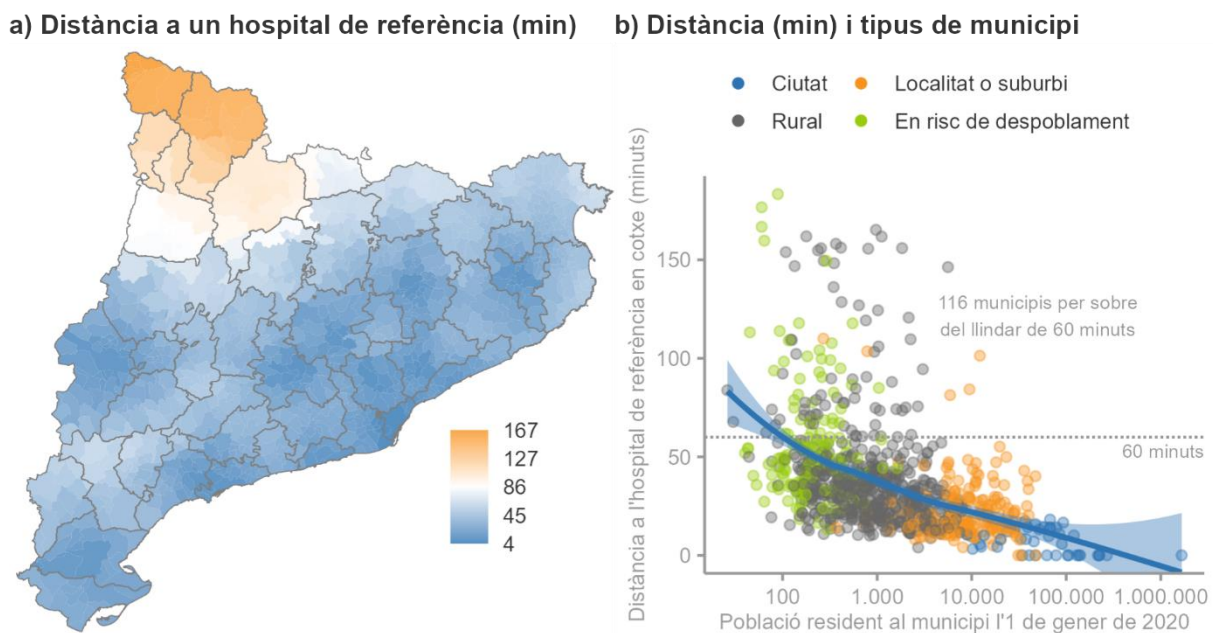 a) Distància a un hospital de referència (min)
167
127
86
45
4
b) Distància (min) i tipus de municipi
Ciutat
Localitat o suburbi
Rural
En risc de despoblament
Distància a l'hospital de referència en cotxe (minuts)
150
100
50
0
116 municipis per sobre
del llindar de 60 minuts
60 minuts
100
1.000
10.000
100.000
1.000.000
Població resident al municipi l'1 de gener de 2020